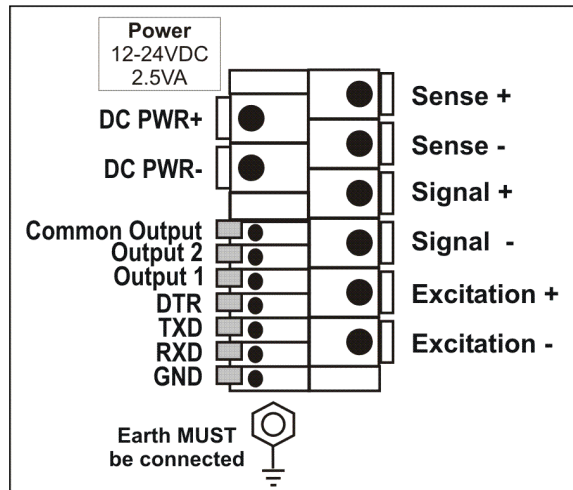 Power
12-24VDC
2.5VA
DC PWR+
DC PWR-
Common Output
Output 2
Output 1
DTR
TXD
RXD
GND
Sense +
Sense -
Signal +
Signal -
Excitation +
Excitation -
Earth MUST
be connected